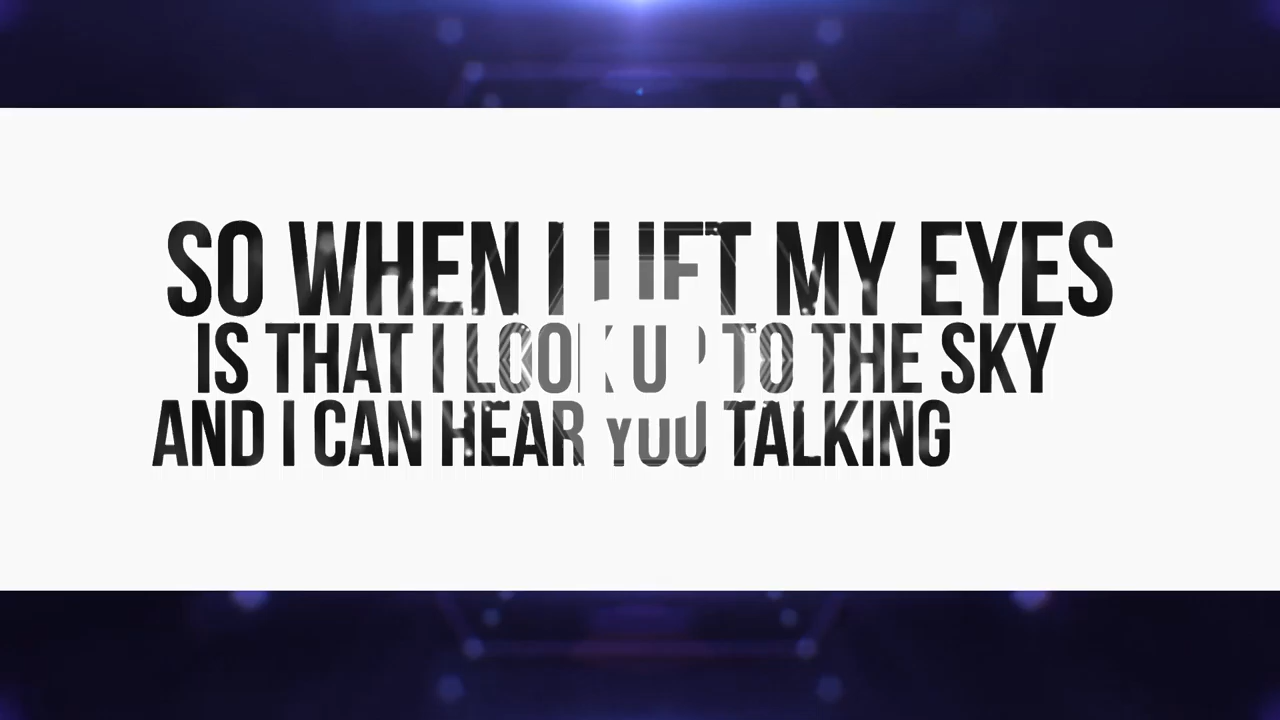 SO WHEN I LIFT MY EYES
IS THAT I LOOK UP TO THE SKY
AND I CAN HEAR YOU TALKING